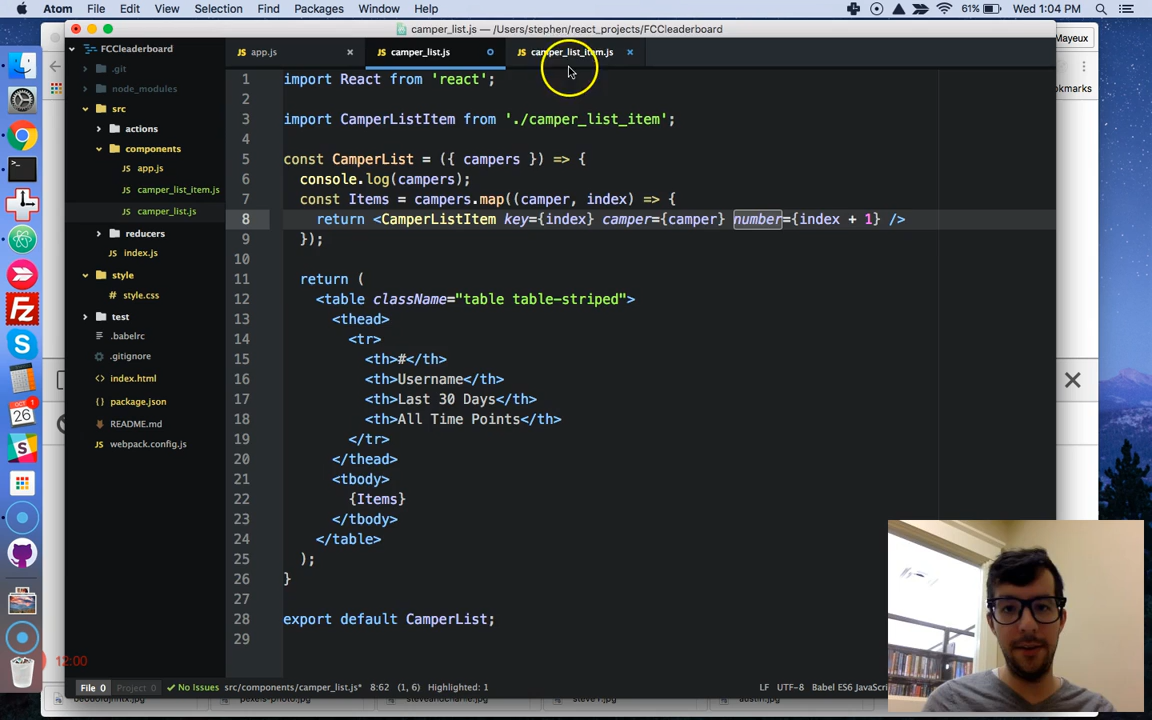 Atom File Edit View Selection Find Packages Window Help 61% Wed 1:04 PM
camper_list.js — /Users/stephen/react_projects/FCCleaderboard
Mayeux
app.js camper_list.js camper_list_item.js
FCCleaderboard
.git
node_modules
src
actions
components
app.js
camper_list_item.js
camper_list.js
reducers
index.js
style
style.css
test
.babelrc
.gitignore
index.html
package.json
README.md
webpack.config.js
1 import React from 'react';
2
3 import CamperListItem from './camper_list_item';
4
5 const CamperList = ({ campers }) => {
6 console.log(campers);
7 const Items = campers.map((camper, index) => {
8 return <CamperListItem key={index} camper={camper} number={index + 1} />
9 });
10
11 return (
12 <table className="table table-striped">
13 <thead>
14 <tr>
15 <th>#</th>
16 <th>Username</th>
17 <th>Last 30 Days</th>
18 <th>All Time Points</th>
19 </tr>
20 </thead>
21 <tbody>
22 {Items}
23 </tbody>
24 </table>
25 );
26 }
27
28 export default CamperList;
29
12:00
File 0 Project 0 No Issues src/components/camper_list.js* 8:62 (1, 6) Highlighted: 1 LF UTF-8 Babel ES6 JavaSc